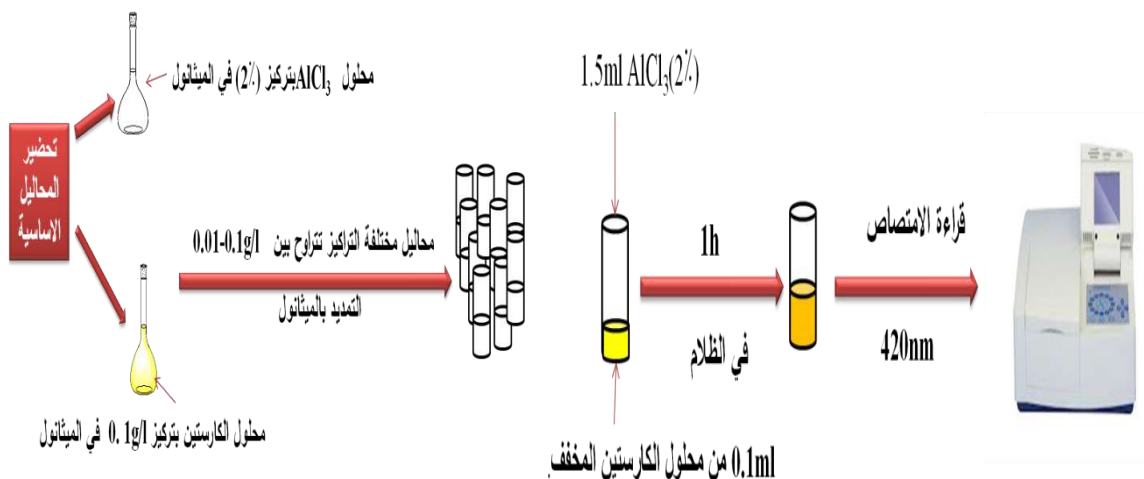 تحضير
المحاليل
الاساسية
محلول AlCl₃ بتركيز (2٪) في الميثانول
محلول الكارستين بتركيز 0.1g/l في الميثانول
محاليل مختلفة التراكيز تتراوح بين 0.01-0.1g/l
التمديد بالميثانول
1.5ml AlCl₃(2٪)
0.1ml من محلول الكارستين المخفف.
1h
في الظلام
قراءة الامتصاص
420nm